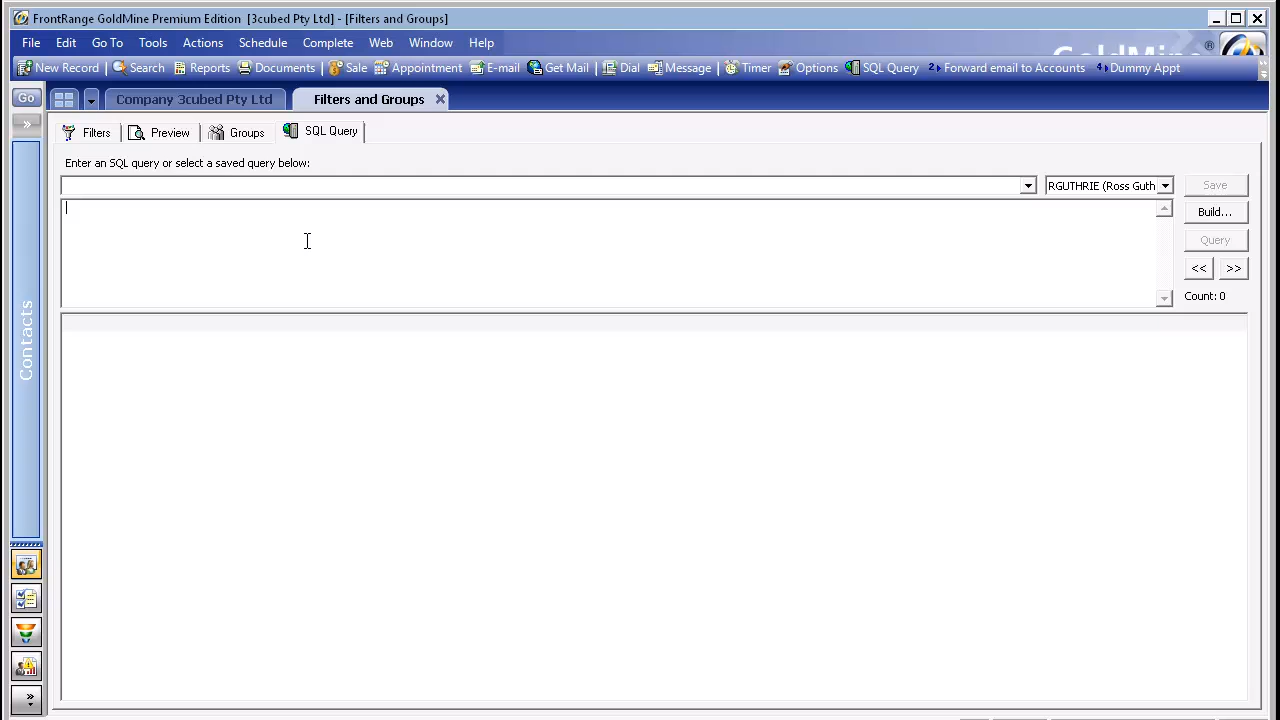 FrontRange GoldMine Premium Edition [3cubed Pty Ltd] - [Filters and Groups]
File Edit Go To Tools Actions Schedule Complete Web Window Help
GoldMine®
New Record Search Reports Documents Sale Appointment E-mail Get Mail Dial Message Timer Options SQL Query 2 Forward email to Accounts 4 Dummy Appt
Go Company 3cubed Pty Ltd Filters and Groups
» Filters Preview Groups SQL Query
Enter an SQL query or select a saved query below:
RGUTHRIE (Ross Guth Save
Build...
Query
<< >>
Count: 0
Contacts
»